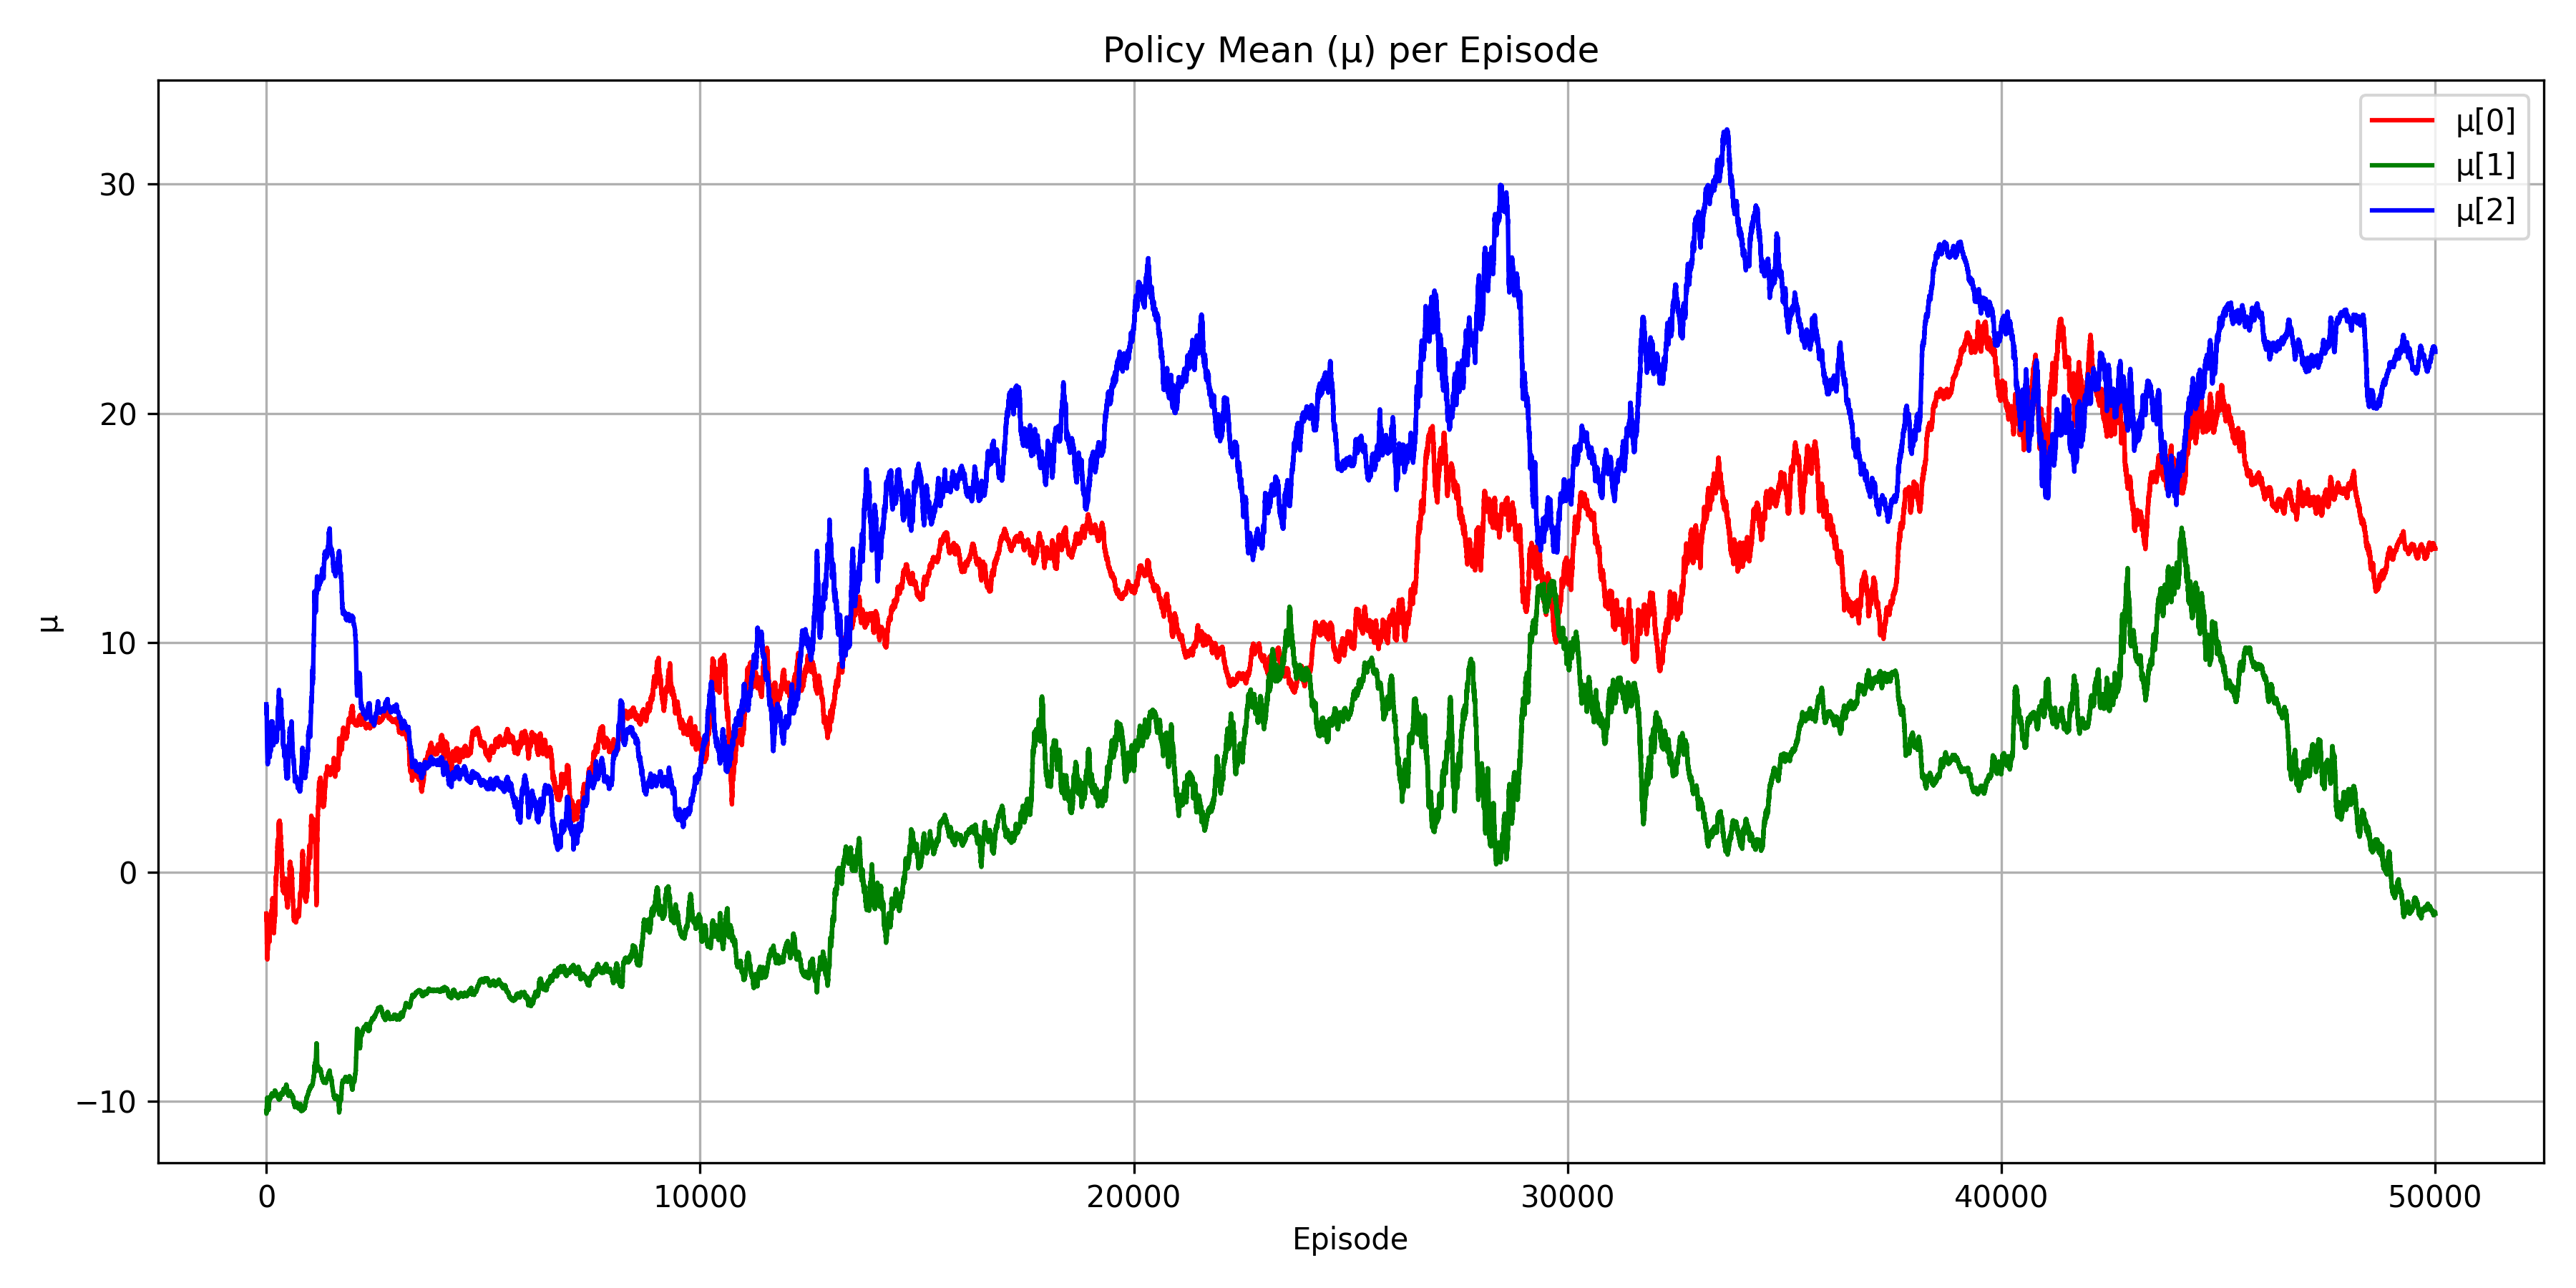 Policy Mean (μ) per Episode
μ[0]
μ[1]
μ[2]
30
20
10
0
−10
μ
0 10000 20000 30000 40000 50000
Episode